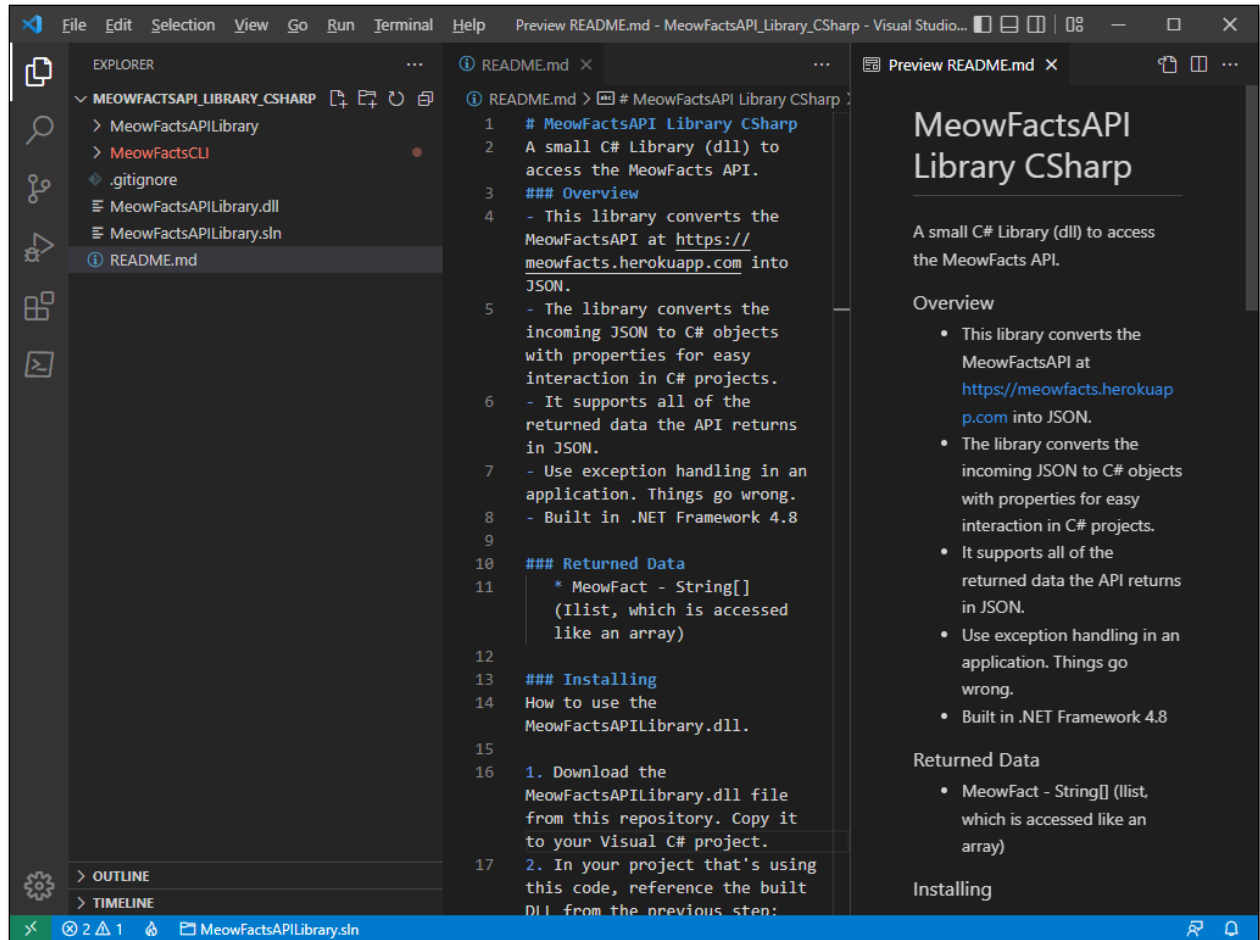 File Edit Selection View Go Run Terminal Help Preview README.md - MeowFactsAPI_Library_CSharp - Visual Studio...
EXPLORER ...
MEOWFACTSAPI_LIBRARY_CSHARP
> MeowFactsAPILibrary
> MeowFactsCLI
.gitignore
MeowFactsAPILibrary.dll
MeowFactsAPILibrary.sln
README.md
> OUTLINE
> TIMELINE
README.md ...
README.md > # MeowFactsAPI Library CSharp >
1 # MeowFactsAPI Library CSharp
2 A small C# Library (dll) to
access the MeowFacts API.
3 ### Overview
4 - This library converts the
MeowFactsAPI at https://
meowfacts.herokuapp.com into
JSON.
5 - The library converts the
incoming JSON to C# objects
with properties for easy
interaction in C# projects.
6 - It supports all of the
returned data the API returns
in JSON.
7 - Use exception handling in an
application. Things go wrong.
8 - Built in .NET Framework 4.8
9
10 ### Returned Data
11 * MeowFact - String[]
(Ilist, which is accessed
like an array)
12
13 ### Installing
14 How to use the
MeowFactsAPILibrary.dll.
15
16 1. Download the
MeowFactsAPILibrary.dll file
from this repository. Copy it
to your Visual C# project.
17 2. In your project that's using
this code, reference the built
DLL from the previous step:
Preview README.md ...
MeowFactsAPI
Library CSharp
A small C# Library (dll) to access
the MeowFacts API.
Overview
• This library converts the
MeowFactsAPI at
https://meowfacts.herokuap
p.com into JSON.
• The library converts the
incoming JSON to C# objects
with properties for easy
interaction in C# projects.
• It supports all of the
returned data the API returns
in JSON.
• Use exception handling in an
application. Things go
wrong.
• Built in .NET Framework 4.8
Returned Data
• MeowFact - String[] (Ilist,
which is accessed like an
array)
Installing
2 1 MeowFactsAPILibrary.sln